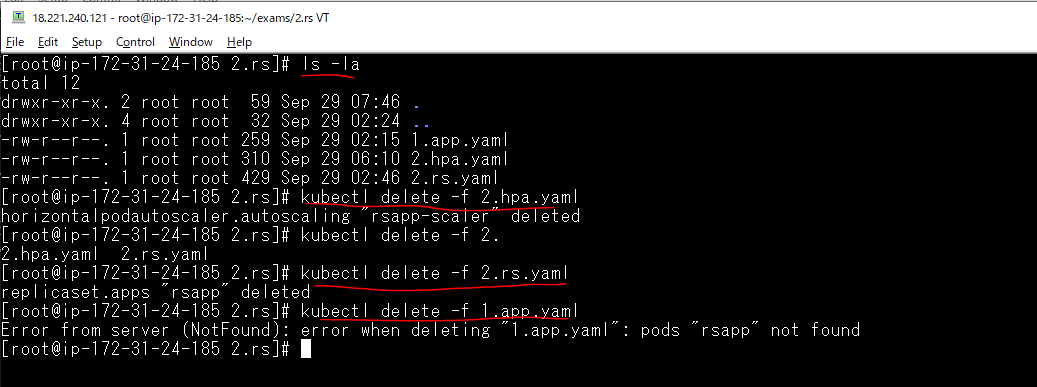 18.221.240.121 - root@ip-172-31-24-185:~/exams/2.rs VT
File Edit Setup Control Window Help
[root@ip-172-31-24-185 2.rs]# ls -la
total 12
drwxr-xr-x. 2 root root  59 Sep 29 07:46 .
drwxr-xr-x. 4 root root  32 Sep 29 02:24 ..
-rw-r--r--. 1 root root 259 Sep 29 02:15 1.app.yaml
-rw-r--r--. 1 root root 310 Sep 29 06:10 2.hpa.yaml
-rw-r--r--. 1 root root 429 Sep 29 02:46 2.rs.yaml
[root@ip-172-31-24-185 2.rs]# kubectl delete -f 2.hpa.yaml
horizontalpodautoscaler.autoscaling "rsapp-scaler" deleted
[root@ip-172-31-24-185 2.rs]# kubectl delete -f 2.
2.hpa.yaml  2.rs.yaml
[root@ip-172-31-24-185 2.rs]# kubectl delete -f 2.rs.yaml
replicaset.apps "rsapp" deleted
[root@ip-172-31-24-185 2.rs]# kubectl delete -f 1.app.yaml
Error from server (NotFound): error when deleting "1.app.yaml": pods "rsapp" not found
[root@ip-172-31-24-185 2.rs]#